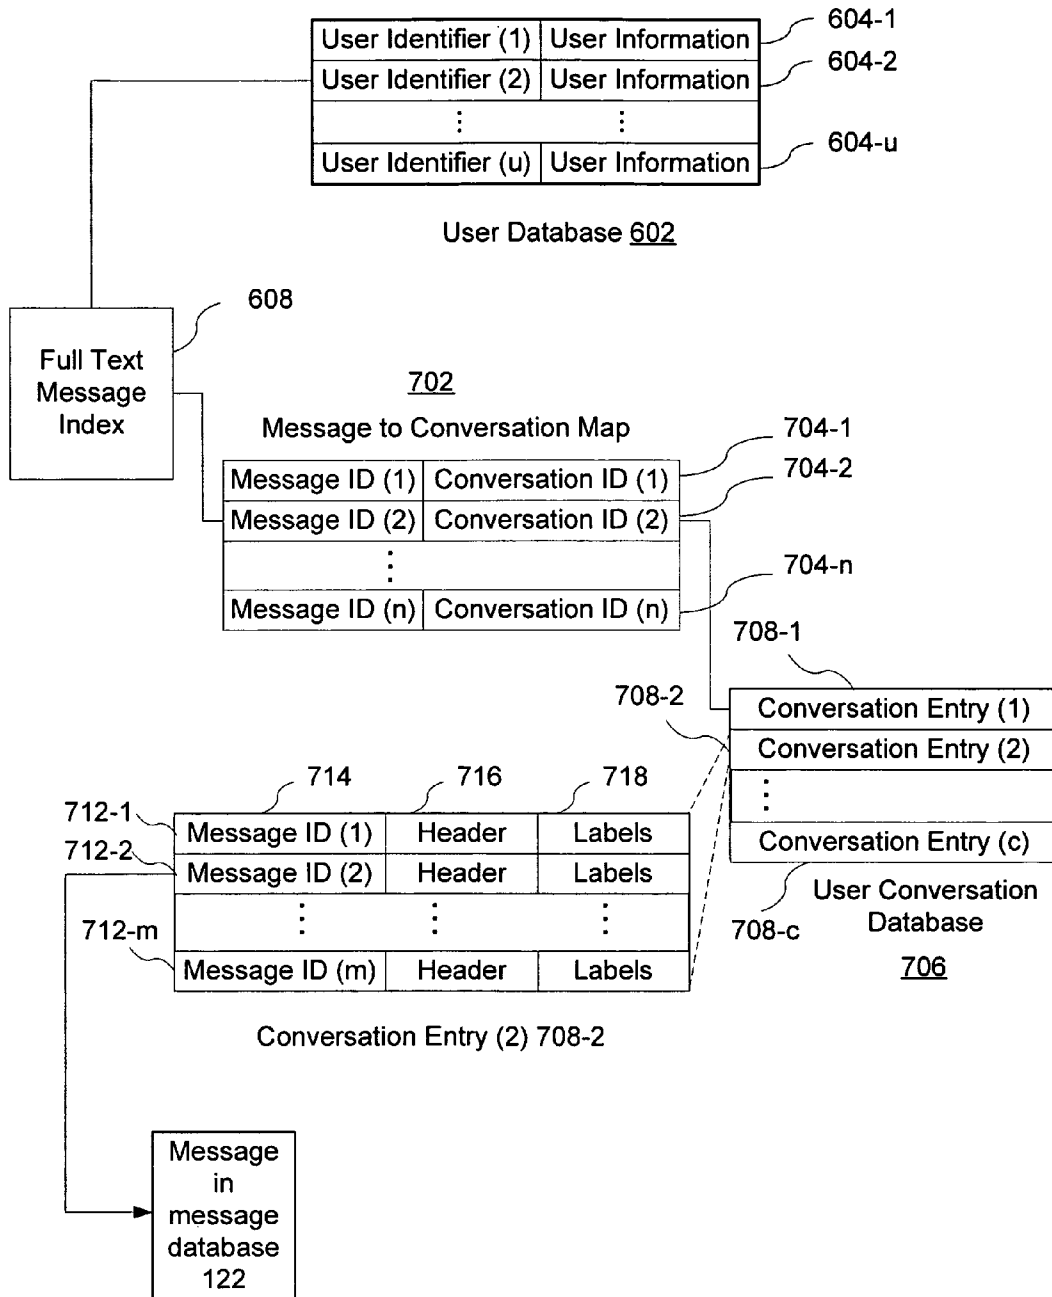 User Identifier (1) User Information 604-1
User Identifier (2) User Information 604-2
⋮ ⋮
User Identifier (u) User Information 604-u
User Database 602
608
Full Text
Message
Index
702
Message to Conversation Map
704-1
Message ID (1) Conversation ID (1)
704-2
Message ID (2) Conversation ID (2)
⋮
704-n
Message ID (n) Conversation ID (n)
708-1
708-2
Conversation Entry (1)
Conversation Entry (2)
⋮
Conversation Entry (c)
User Conversation
Database
708-c
706
714 716 718
712-1
Message ID (1) Header Labels
712-2
Message ID (2) Header Labels
⋮ ⋮ ⋮
712-m
Message ID (m) Header Labels
Conversation Entry (2) 708-2
Message
in
message
database
122